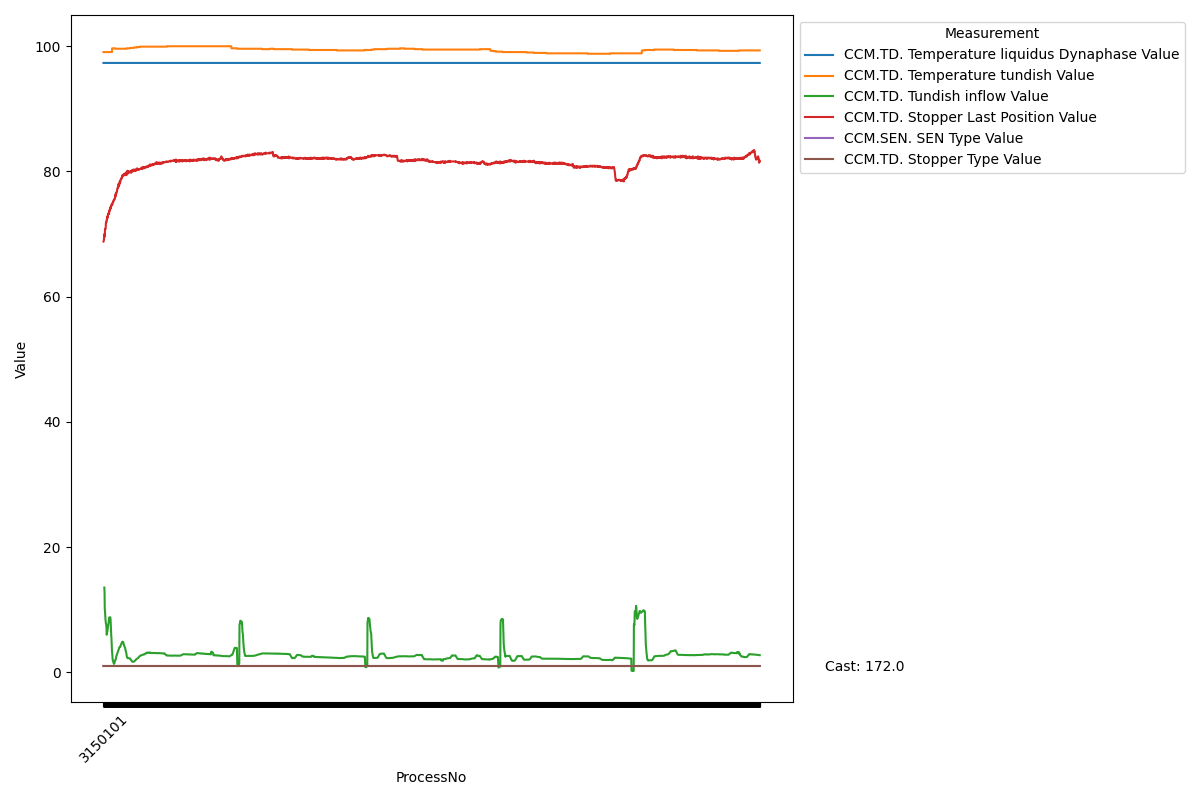 Measurement
CCM.TD. Temperature liquidus Dynaphase Value
CCM.TD. Temperature tundish Value
CCM.TD. Tundish inflow Value
CCM.TD. Stopper Last Position Value
CCM.SEN. SEN Type Value
CCM.TD. Stopper Type Value
100
80
60
40
20
0
Value
Cast: 172.0
3150101
ProcessNo